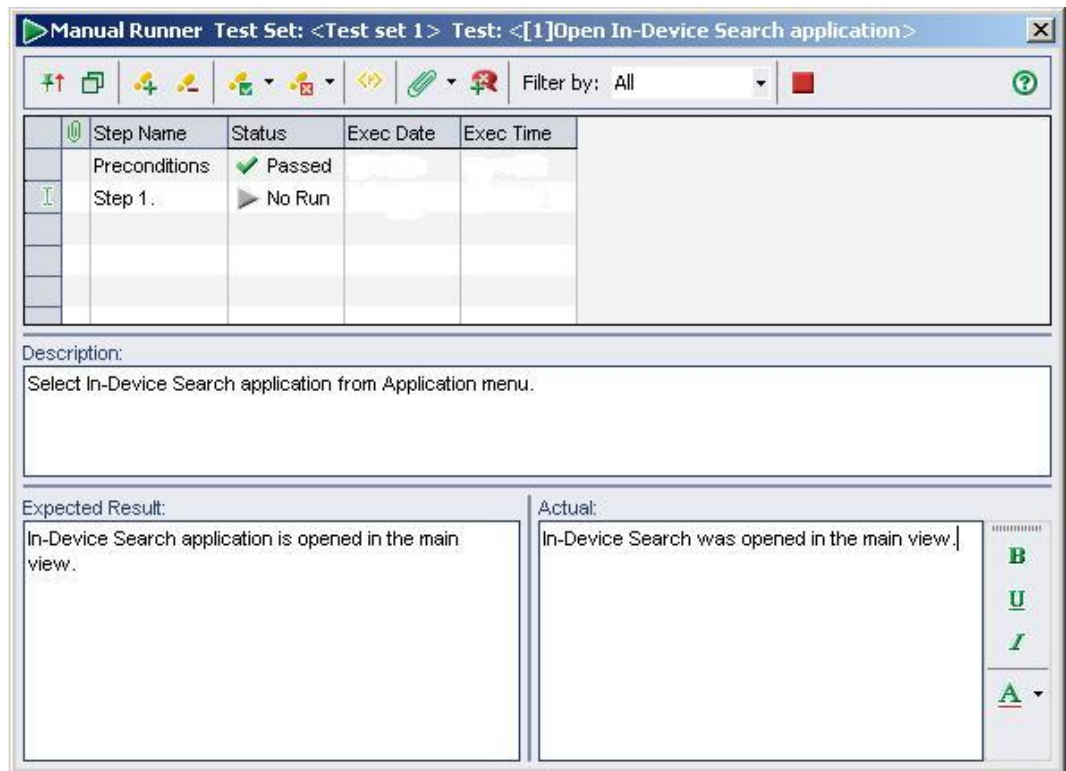 Manual Runner Test Set: <Test set 1> Test: <[1]Open In-Device Search application>
Filter by: All
Step Name Status Exec Date Exec Time
Preconditions Passed
Step 1. No Run
Description:
Select In-Device Search application from Application menu.
Expected Result:
In-Device Search application is opened in the main
view.
Actual:
In-Device Search was opened in the main view.
B
U
I
A